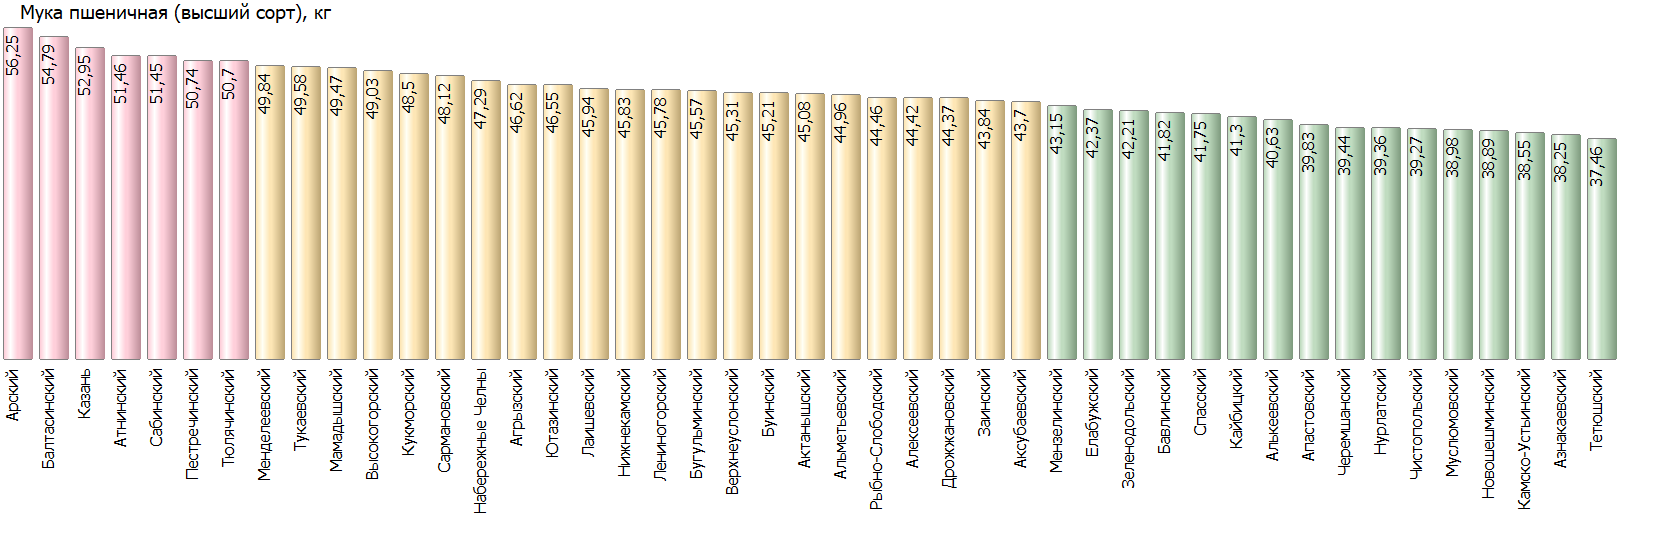 Мука пшеничная (высший сорт), кг
56,25
54,79
52,95
51,46
51,45
50,74
50,7
49,84
49,58
49,47
49,03
48,5
48,12
47,29
46,62
46,55
45,94
45,83
45,78
45,57
45,31
45,21
45,08
44,96
44,46
44,42
44,37
43,84
43,7
43,15
42,37
42,21
41,82
41,75
41,3
40,63
39,83
39,44
39,36
39,27
38,98
38,89
38,55
38,25
37,46
Арский
Балтасинский
Казань
Атнинский
Сабинский
Пестречинский
Тюлячинский
Менделеевский
Тукаевский
Мамадышский
Высокогорский
Кукморский
Сармановский
Набережные Челны
Агрызский
Ютазинский
Лаишевский
Нижнекамский
Лениногорский
Бугульминский
Верхнеуслонский
Буинский
Актанышский
Альметьевский
Рыбно-Слободский
Алексеевский
Дрожжановский
Заинский
Аксубаевский
Мензелинский
Елабужский
Зеленодольский
Бавлинский
Спасский
Кайбицкий
Алькеевский
Апастовский
Черемшанский
Нурлатский
Чистопольский
Муслюмовский
Новошешминский
Камско-Устьинский
Азнакаевский
Тетюшский